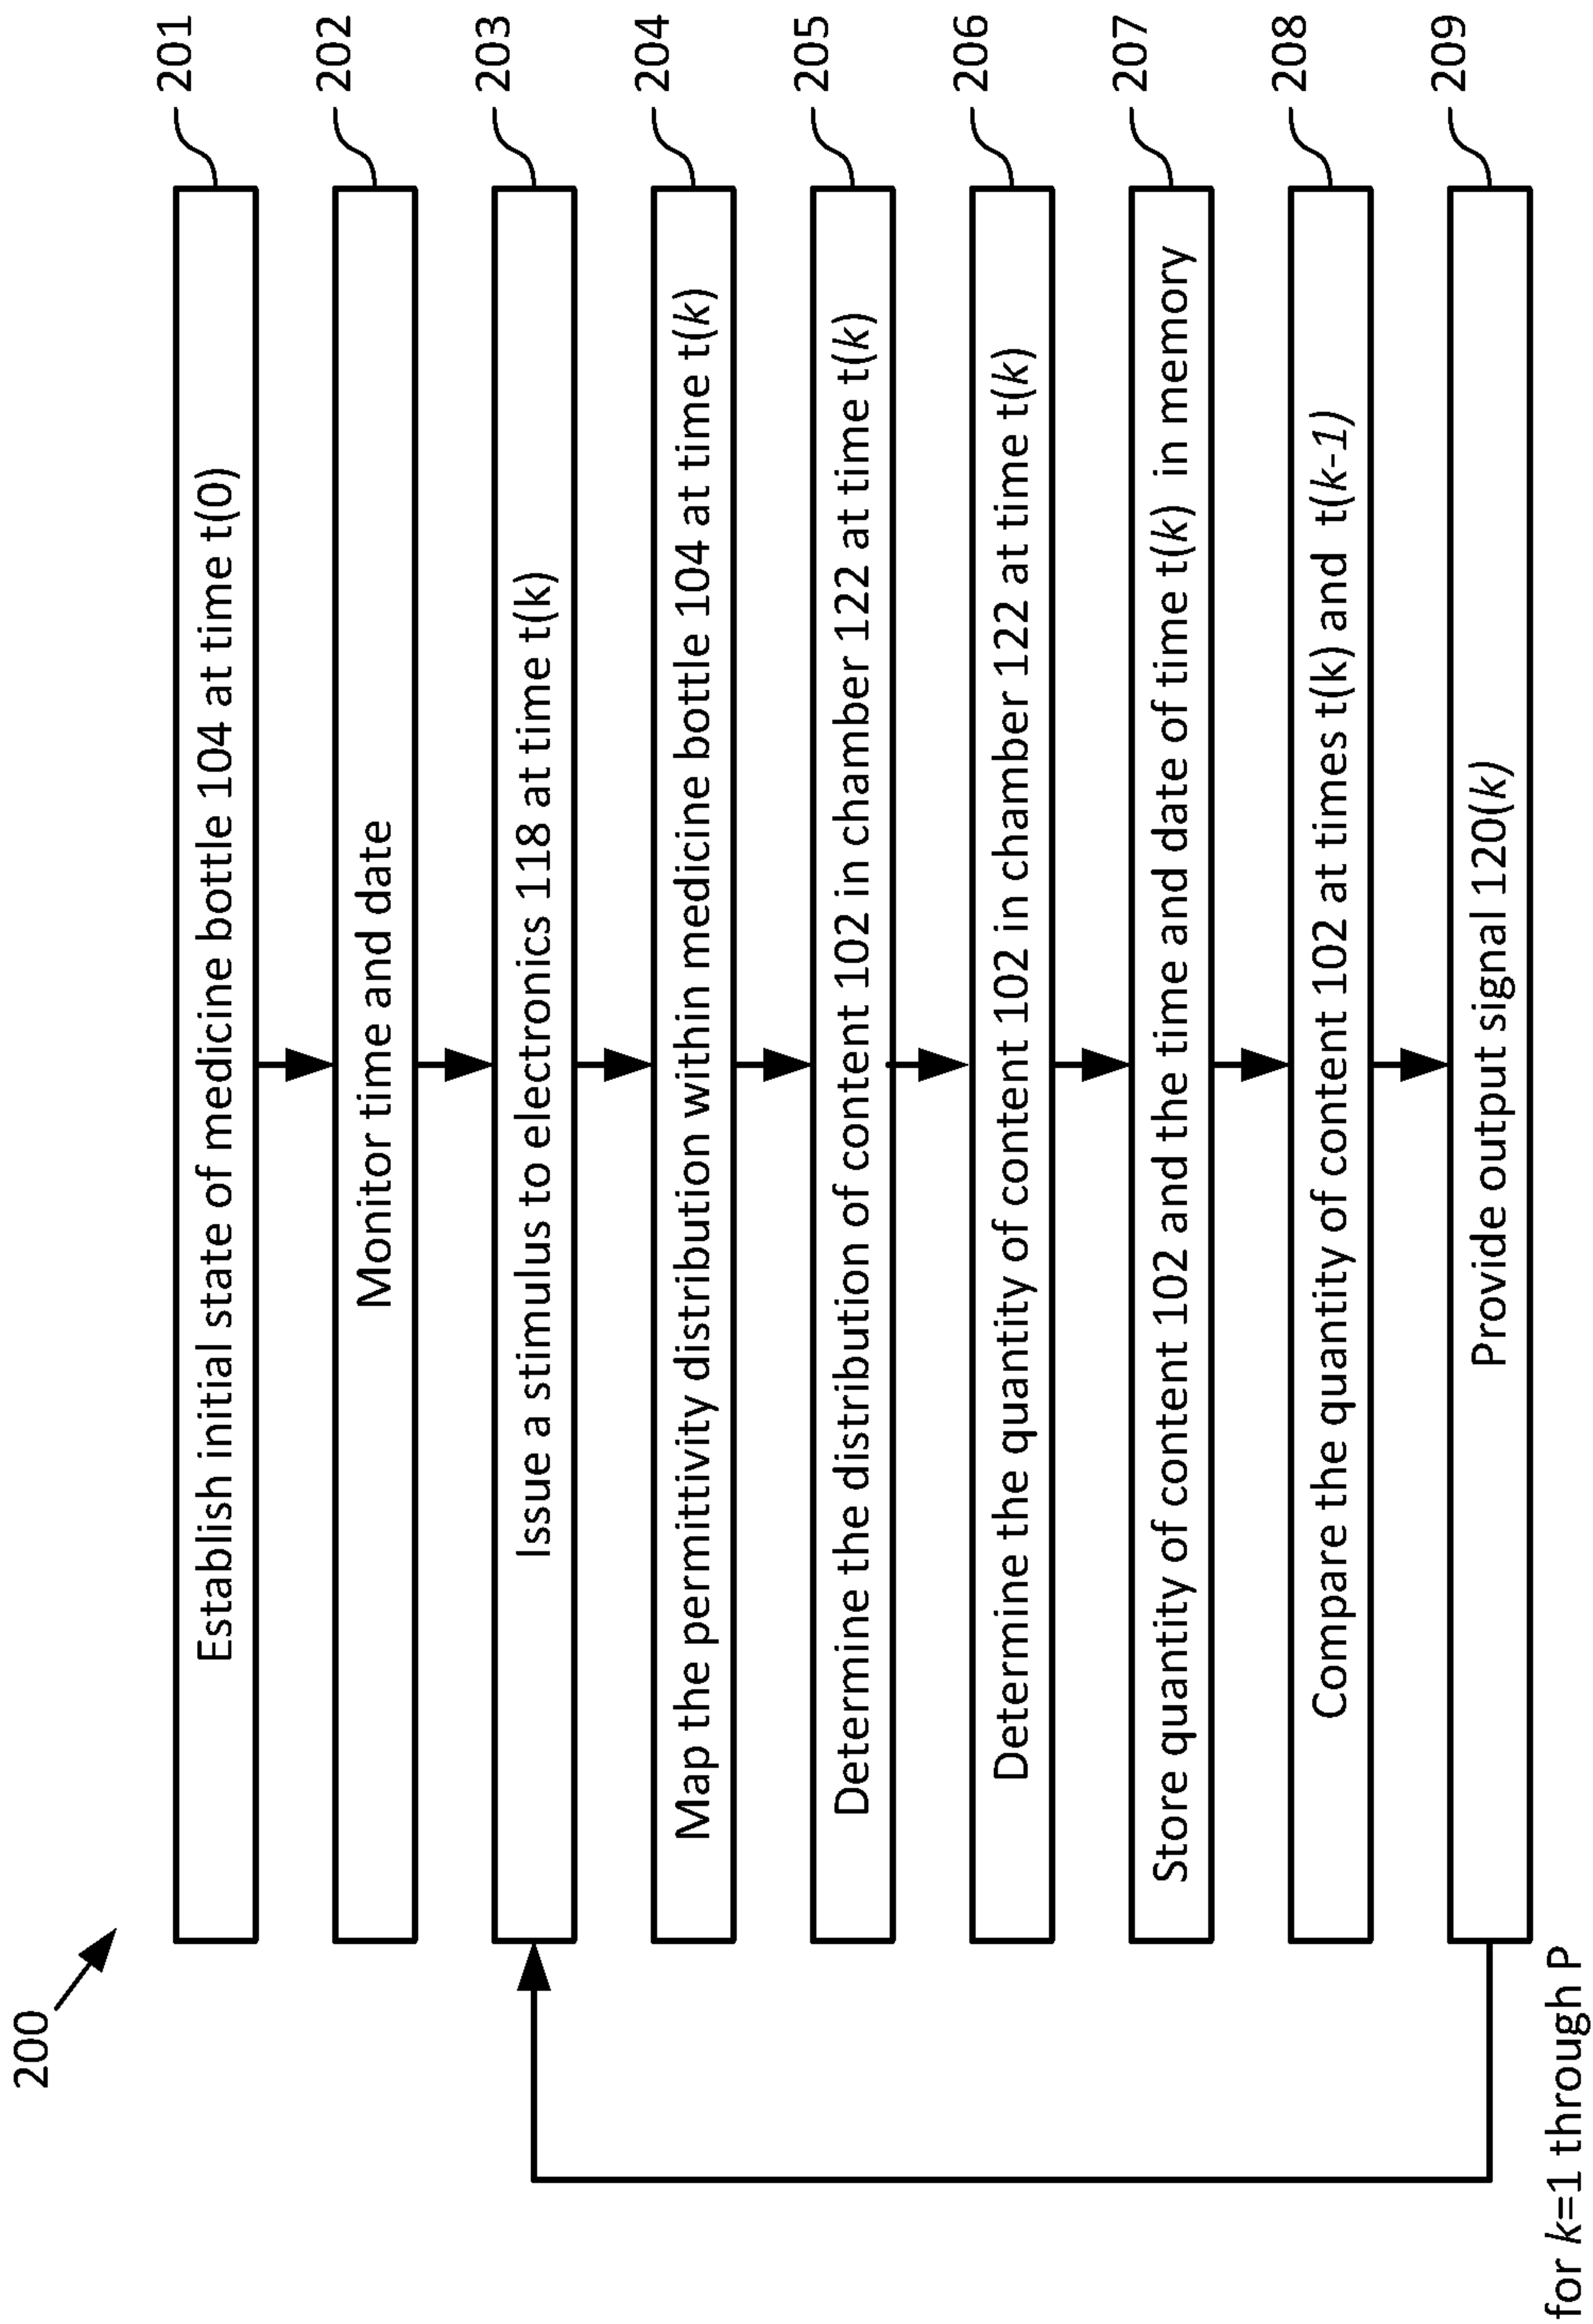 200
Establish initial state of medicine bottle 104 at time t(0)
201
Monitor time and date
202
Issue a stimulus to electronics 118 at time t(k)
203
Map the permittivity distribution within medicine bottle 104 at time t(k)
204
Determine the distribution of content 102 in chamber 122 at time t(k)
205
Determine the quantity of content 102 in chamber 122 at time t(k)
206
Store quantity of content 102 and the time and date of time t(k) in memory
207
Compare the quantity of content 102 at times t(k) and t(k-1)
208
Provide output signal 120(k)
209
for k=1 through P